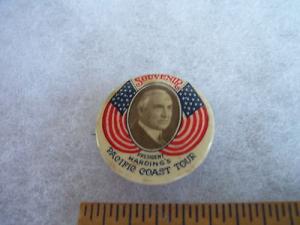 SOUVENIR
PRESIDENT
HARDING'S
PACIFIC COAST TOUR